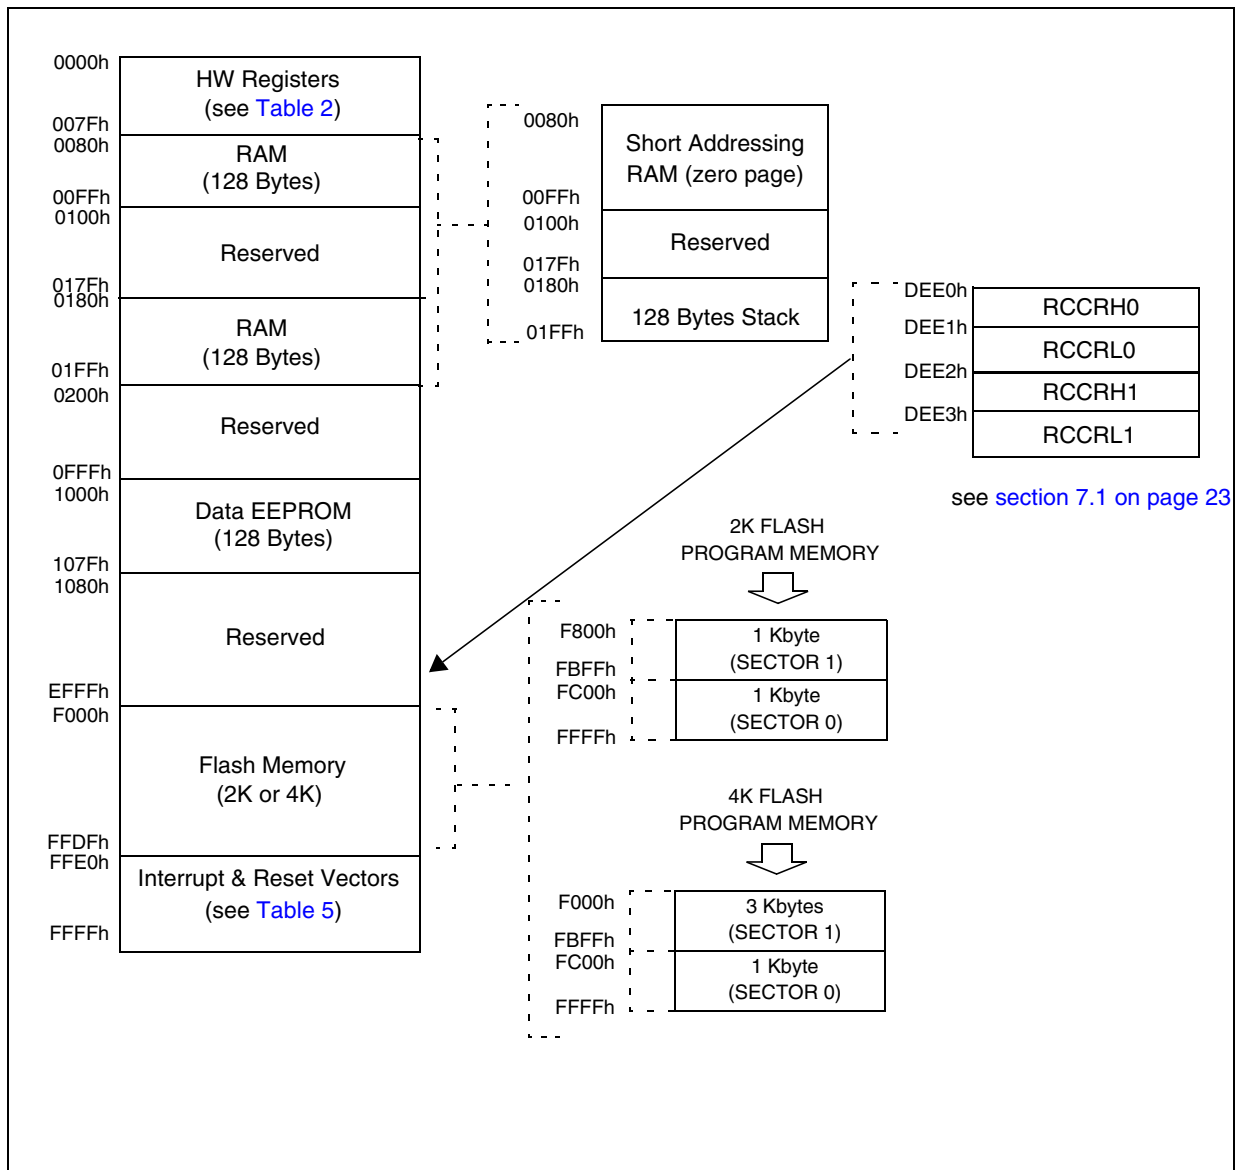 0000h
HW Registers
(see Table 2)
007Fh
0080h
RAM
(128 Bytes)
00FFh
0100h
Reserved
017Fh
0180h
RAM
(128 Bytes)
01FFh
0200h
Reserved
0FFFh
1000h
Data EEPROM
(128 Bytes)
107Fh
1080h
Reserved
EFFFh
F000h
Flash Memory
(2K or 4K)
FFDFh
FFE0h
Interrupt & Reset Vectors
(see Table 5)
FFFFh
0080h
Short Addressing
RAM (zero page)
00FFh
0100h
Reserved
017Fh
0180h
128 Bytes Stack
01FFh
DEE0h
RCCRH0
DEE1h
RCCRL0
DEE2h
RCCRH1
DEE3h
RCCRL1
see section 7.1 on page 23
2K FLASH
PROGRAM MEMORY
F800h
1 Kbyte
(SECTOR 1)
FBFFh
FC00h
1 Kbyte
(SECTOR 0)
FFFFh
4K FLASH
PROGRAM MEMORY
F000h
3 Kbytes
(SECTOR 1)
FBFFh
FC00h
1 Kbyte
(SECTOR 0)
FFFFh